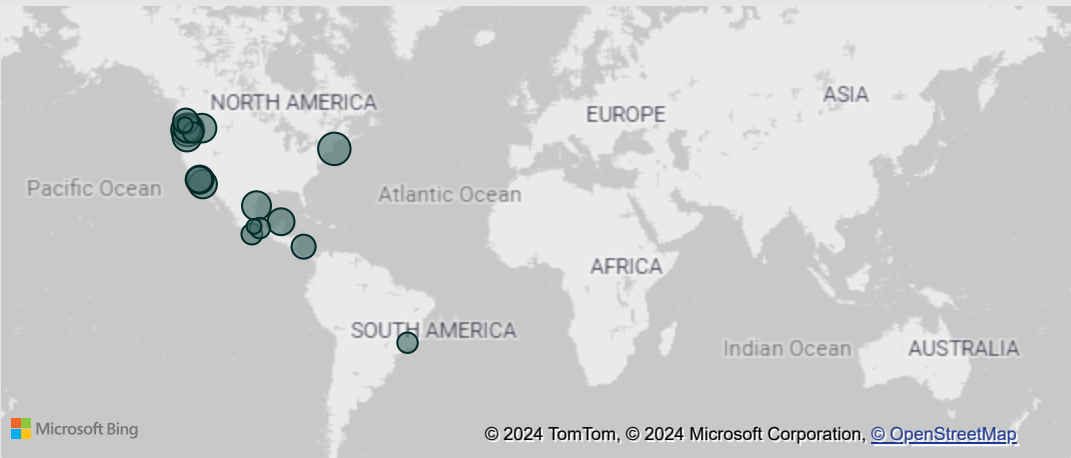 NORTH AMERICA
EUROPE
ASIA
Pacific Ocean
Atlantic Ocean
AFRICA
SOUTH AMERICA
Indian Ocean
AUSTRALIA
Microsoft Bing
© 2024 TomTom, © 2024 Microsoft Corporation, © OpenStreetMap